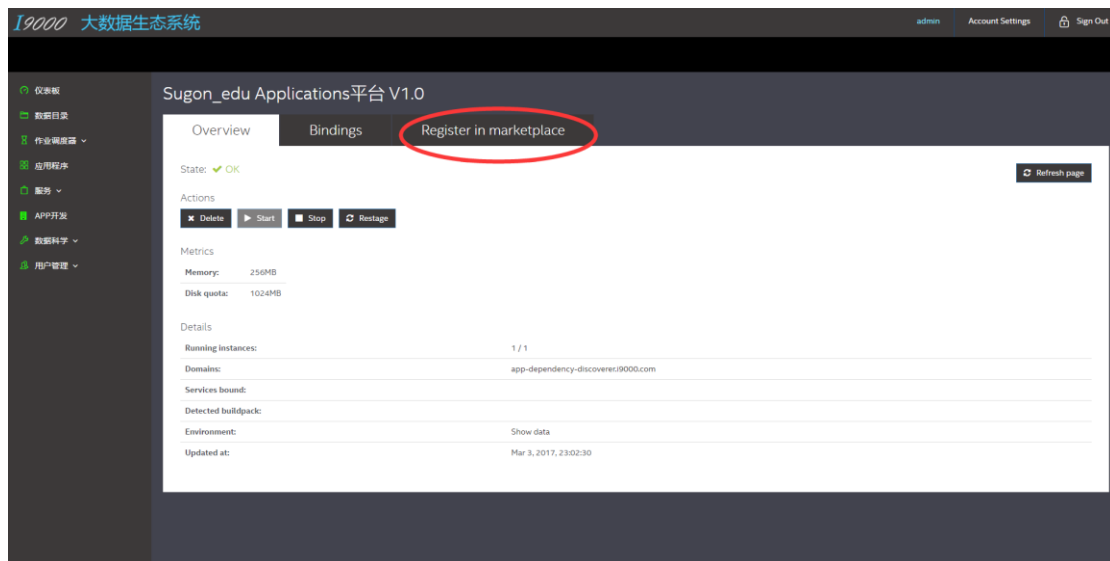 I9000 大数据生态系统
admin Account Settings Sign Out
仪表板
数据目录
作业调度器
应用程序
服务
APP开发
数据科学
用户管理
Sugon_edu Applications平台 V1.0
Overview Bindings Register in marketplace
State: OK
Refresh page
Actions
Delete Start Stop Restage
Metrics
Memory: 256MB
Disk quota: 1024MB
Details
Running instances: 1 / 1
Domains: app-dependency-discoverer.i9000.com
Services bound:
Detected buildpack:
Environment: Show data
Updated at: Mar 3, 2017, 23:02:30